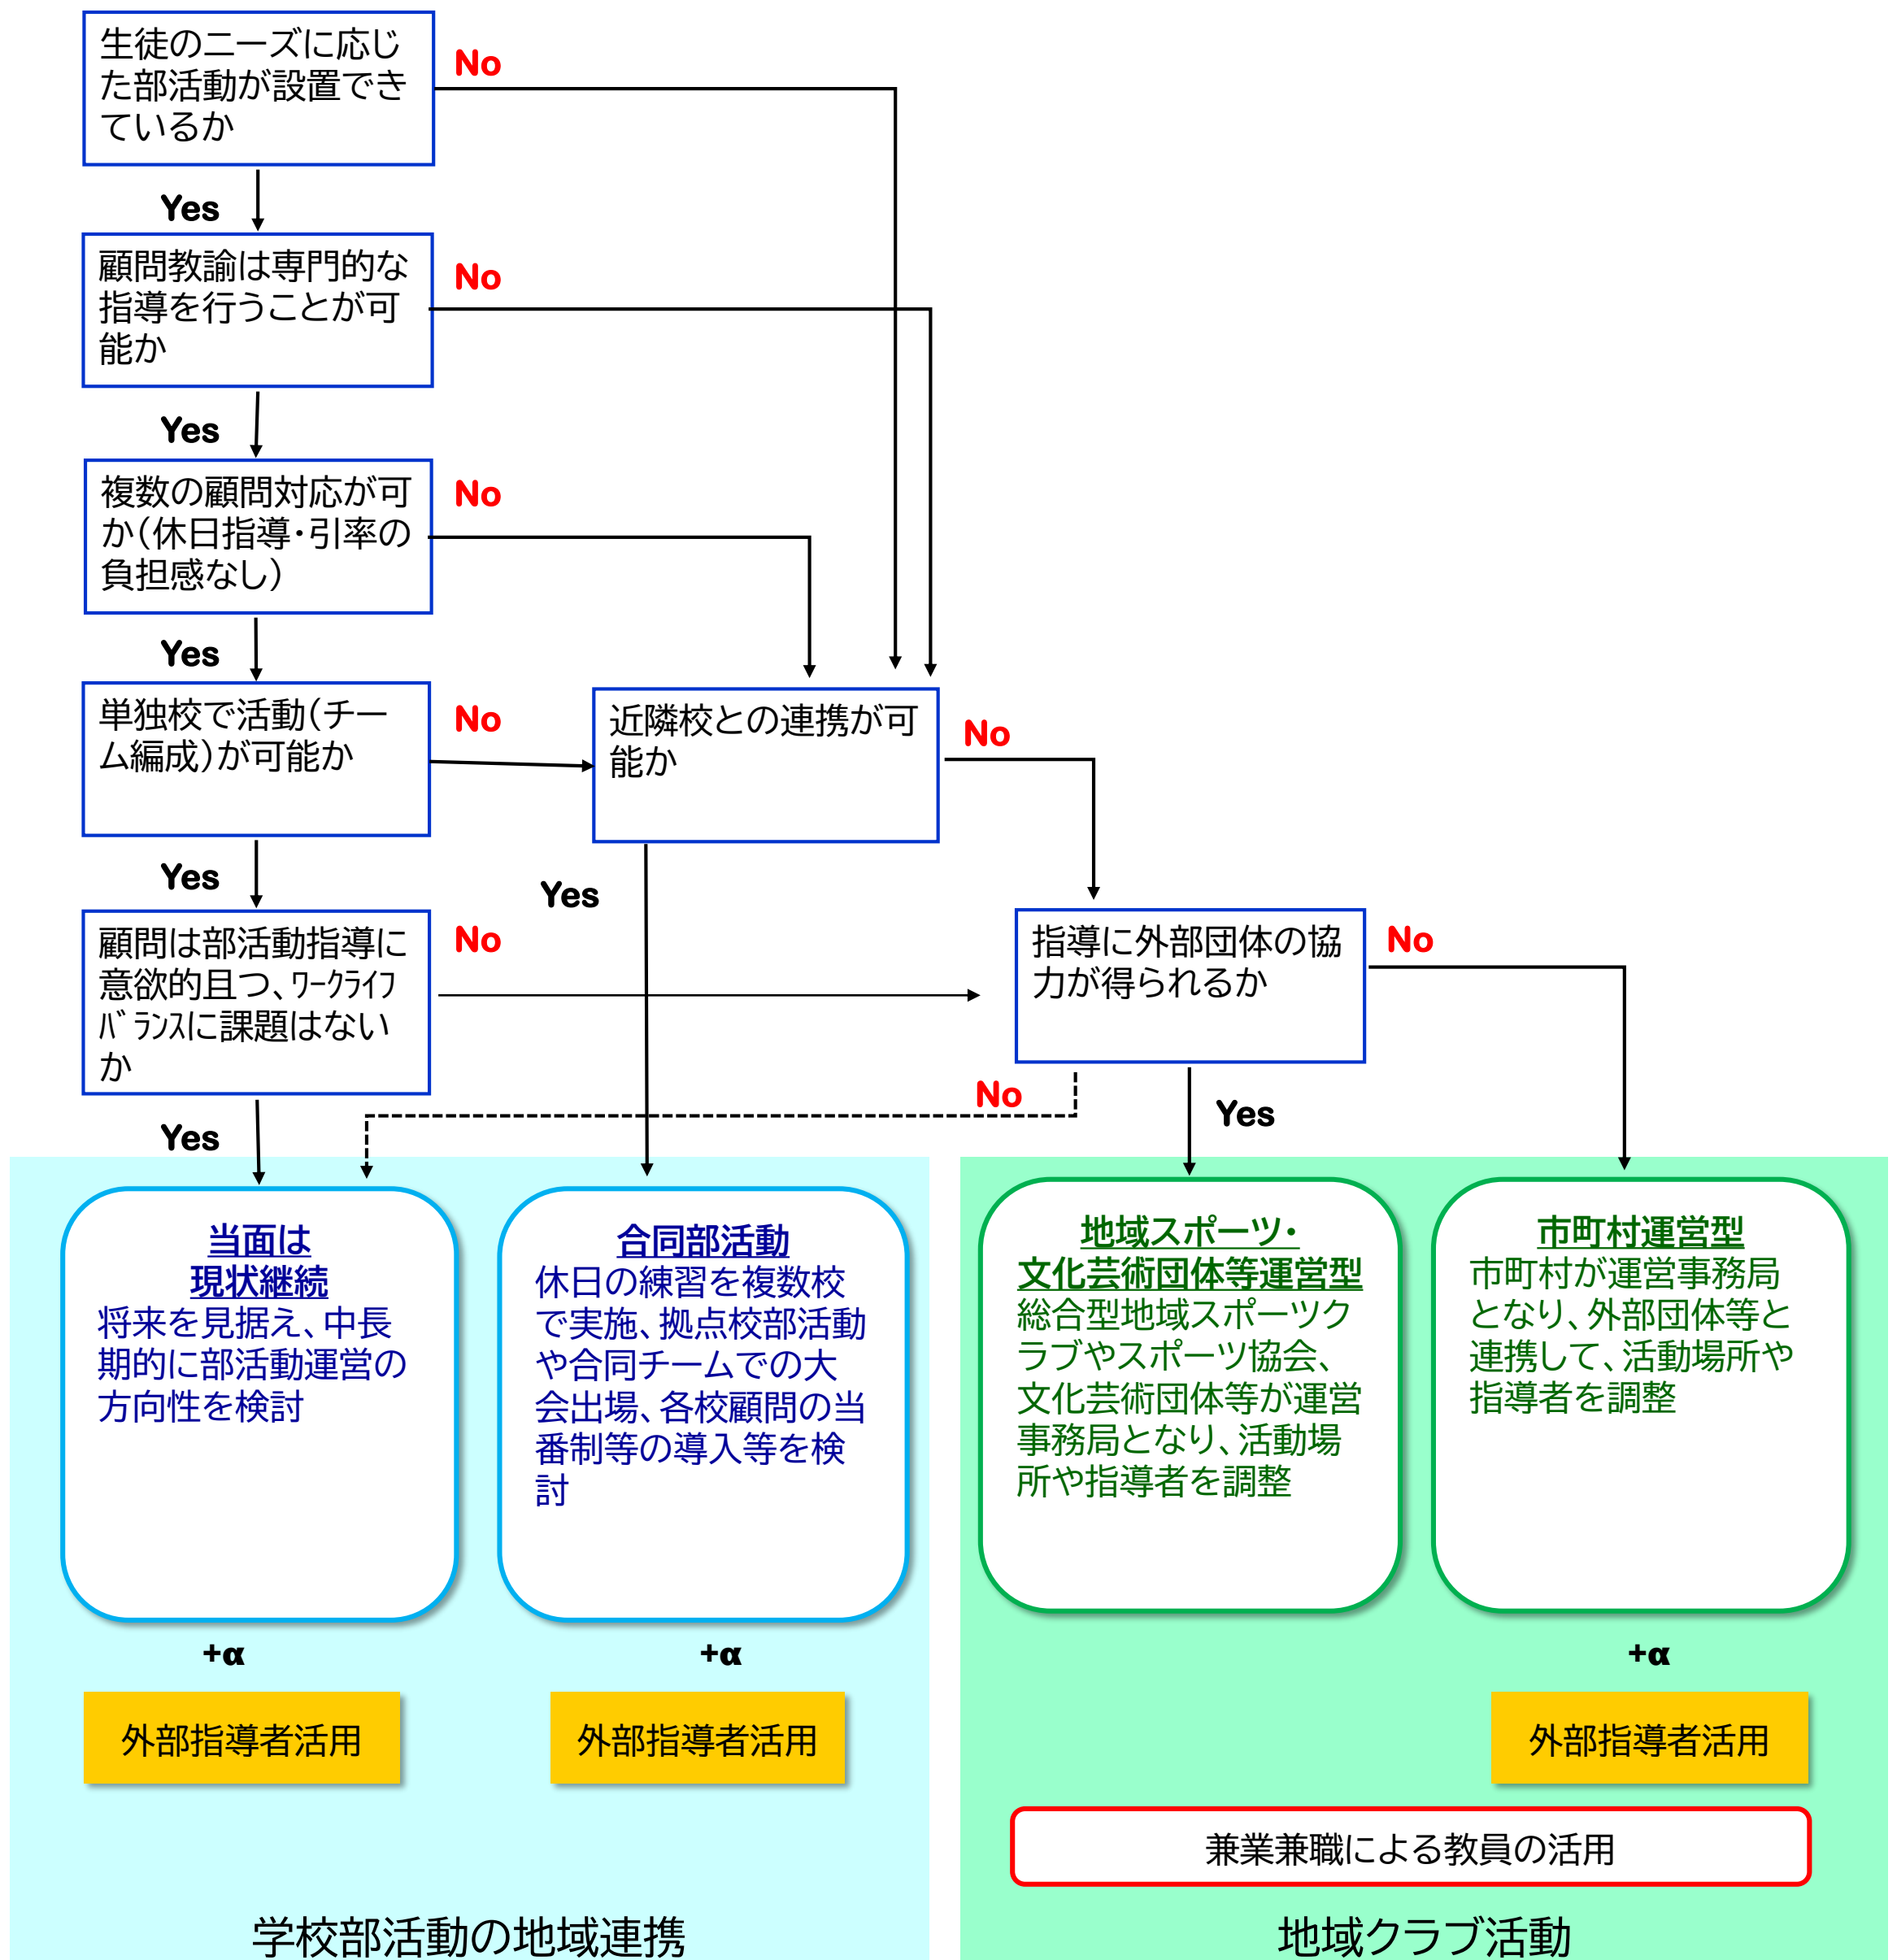 生徒のニーズに応じ
た部活動が設置でき
ているか
No
Yes
顧問教諭は専門的な
指導を行うことが可
能か
No
Yes
複数の顧問対応が可
か（休日指導・引率の
負担感なし）
No
Yes
単独校で活動（チー
ム編成）が可能か
No
近隣校との連携が可
能か
No
Yes
Yes
顧問は部活動指導に
意欲的且つ、ﾜｰｸﾗｲﾌ
ﾊﾞﾗﾝｽに課題はない
か
No
指導に外部団体の協
力が得られるか
No
No
Yes
Yes
当面は
現状継続
将来を見据え、中長
期的に部活動運営の
方向性を検討
合同部活動
休日の練習を複数校
で実施、拠点校部活動
や合同チームでの大
会出場、各校顧問の当
番制等の導入等を検
討
地域スポーツ・
文化芸術団体等運営型
総合型地域スポーツク
ラブやスポーツ協会、
文化芸術団体等が運営
事務局となり、活動場
所や指導者を調整
市町村運営型
市町村が運営事務局
となり、外部団体等と
連携して、活動場所や
指導者を調整
+α
+α
+α
外部指導者活用
外部指導者活用
外部指導者活用
兼業兼職による教員の活用
学校部活動の地域連携
地域クラブ活動